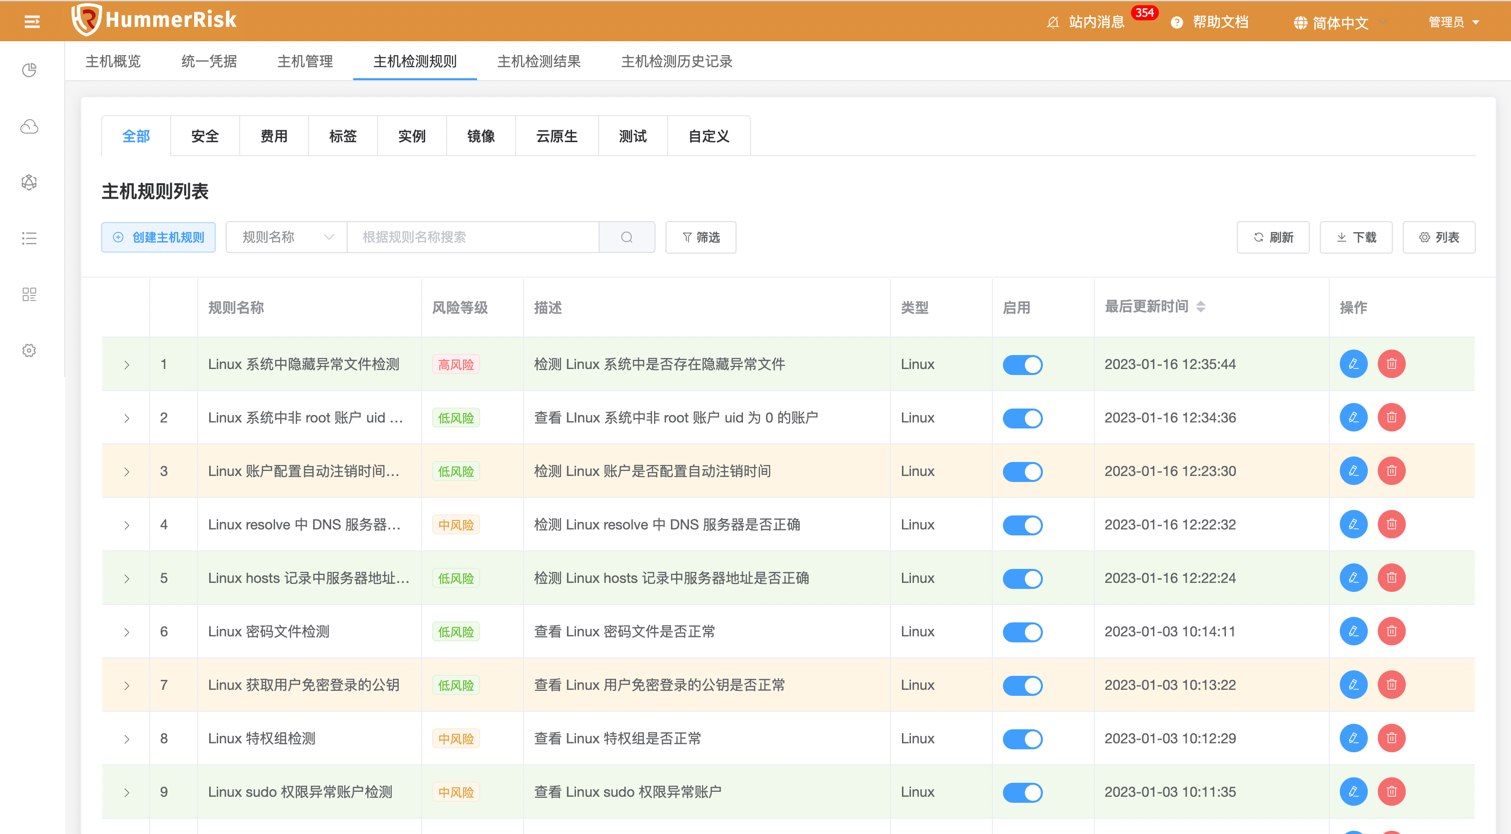 HummerRisk
站内消息 354 帮助文档 简体中文 管理员
主机概览 统一凭据 主机管理 主机检测规则 主机检测结果 主机检测历史记录
全部 安全 费用 标签 实例 镜像 云原生 测试 自定义
主机规则列表
创建主机规则 规则名称 根据规则名称搜索 筛选 刷新 下载 列表
规则名称 风险等级 描述 类型 启用 最后更新时间 操作
1 Linux 系统中隐藏异常文件检测 高风险 检测 LInux 系统中是否存在隐藏异常文件 Linux 2023-01-16 12:35:44
2 LInux 系统中非 root 账户 uid ... 低风险 查看 LInux 系统中非 root 账户 uid 为 0 的账户 Linux 2023-01-16 12:34:36
3 Linux 账户配置自动注销时间... 低风险 检测 Linux 账户是否配置自动注销时间 Linux 2023-01-16 12:23:30
4 Linux resolve 中 DNS 服务器... 中风险 检测 Linux resolve 中 DNS 服务器是否正确 Linux 2023-01-16 12:22:32
5 Linux hosts 记录中服务器地址... 低风险 检测 Linux hosts 记录中服务器地址是否正确 Linux 2023-01-16 12:22:24
6 Linux 密码文件检测 低风险 查看 Linux 密码文件是否正常 Linux 2023-01-03 10:14:11
7 Linux 获取用户免密登录的公钥 低风险 查看 Linux 用户免密登录的公钥是否正常 Linux 2023-01-03 10:13:22
8 Linux 特权组检测 中风险 查看 Linux 特权组是否正常 Linux 2023-01-03 10:12:29
9 Linux sudo 权限异常账户检测 中风险 查看 Linux sudo 权限异常账户 Linux 2023-01-03 10:11:35